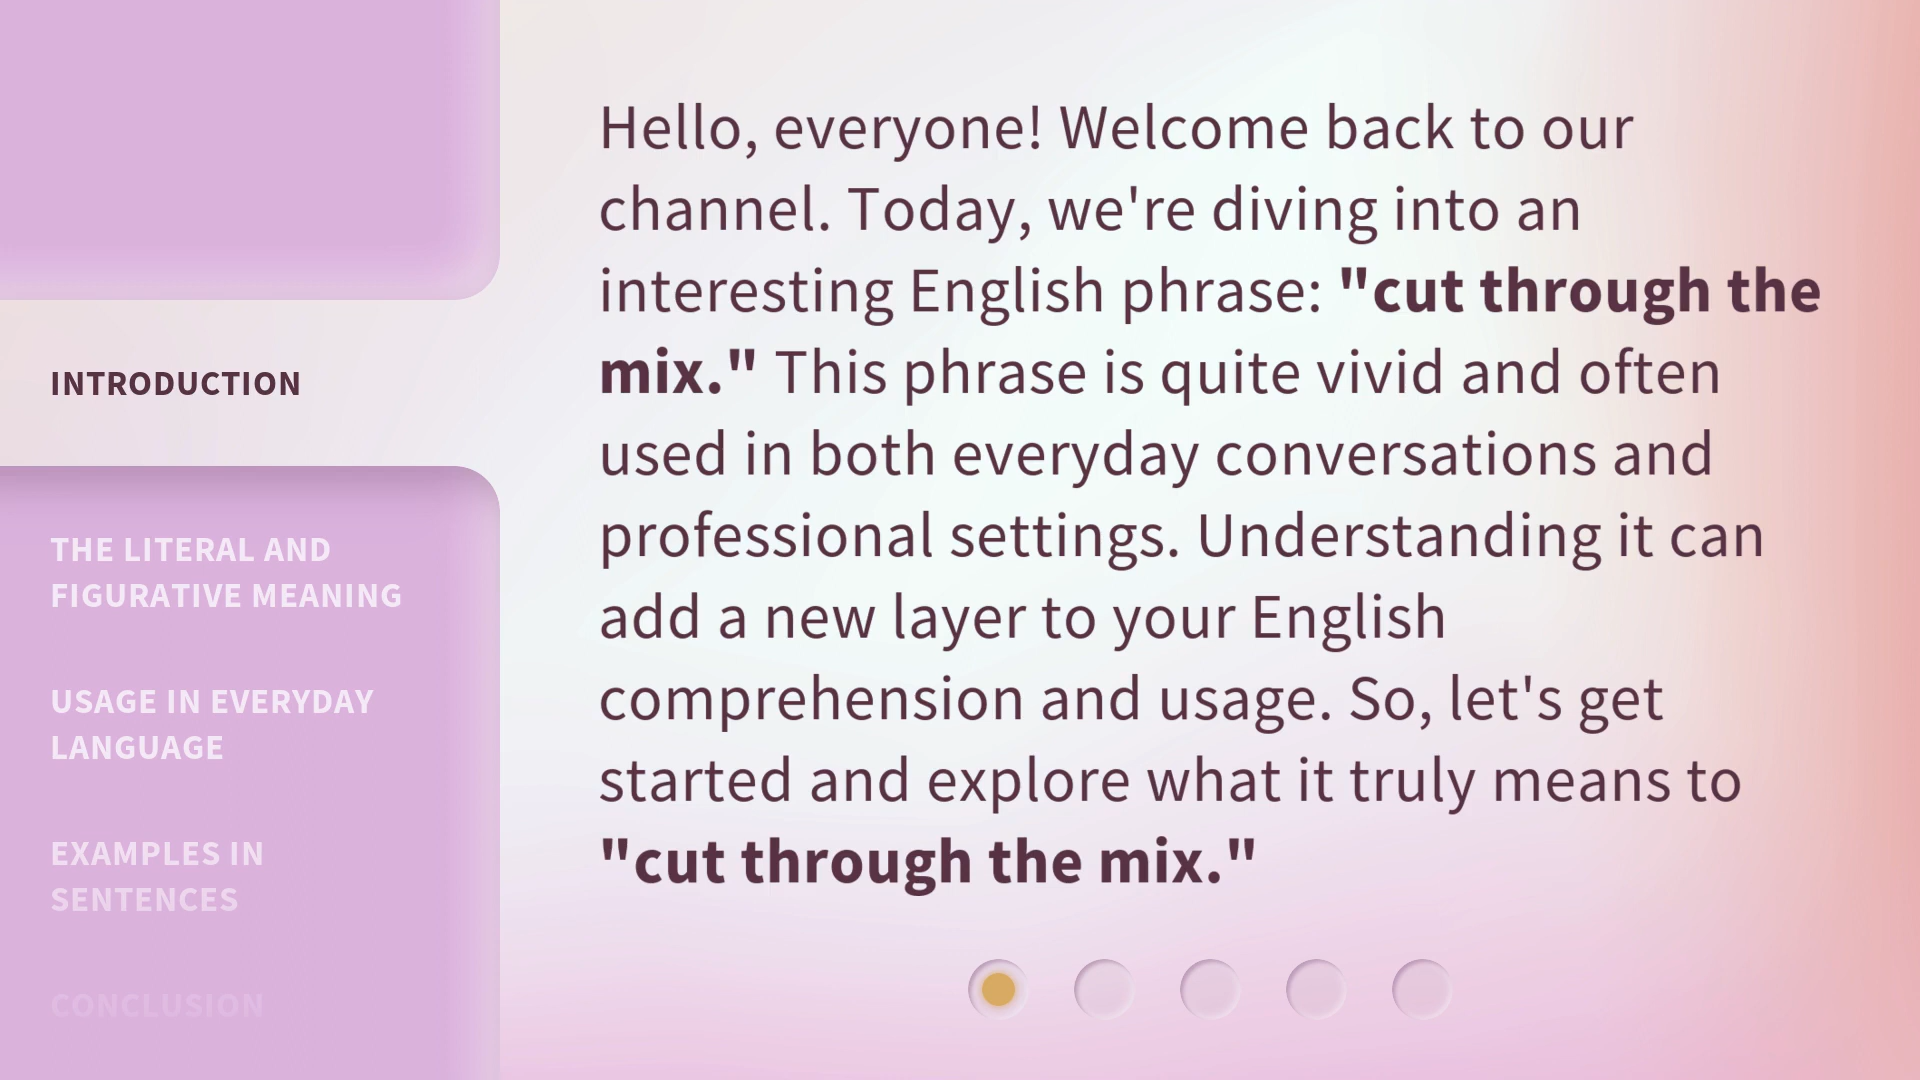 INTRODUCTION
THE LITERAL AND
FIGURATIVE MEANING
USAGE IN EVERYDAY
LANGUAGE
EXAMPLES IN
SENTENCES
CONCLUSION
Hello, everyone! Welcome back to our
channel. Today, we're diving into an
interesting English phrase: "cut through the
mix." This phrase is quite vivid and often
used in both everyday conversations and
professional settings. Understanding it can
add a new layer to your English
comprehension and usage. So, let's get
started and explore what it truly means to
"cut through the mix."